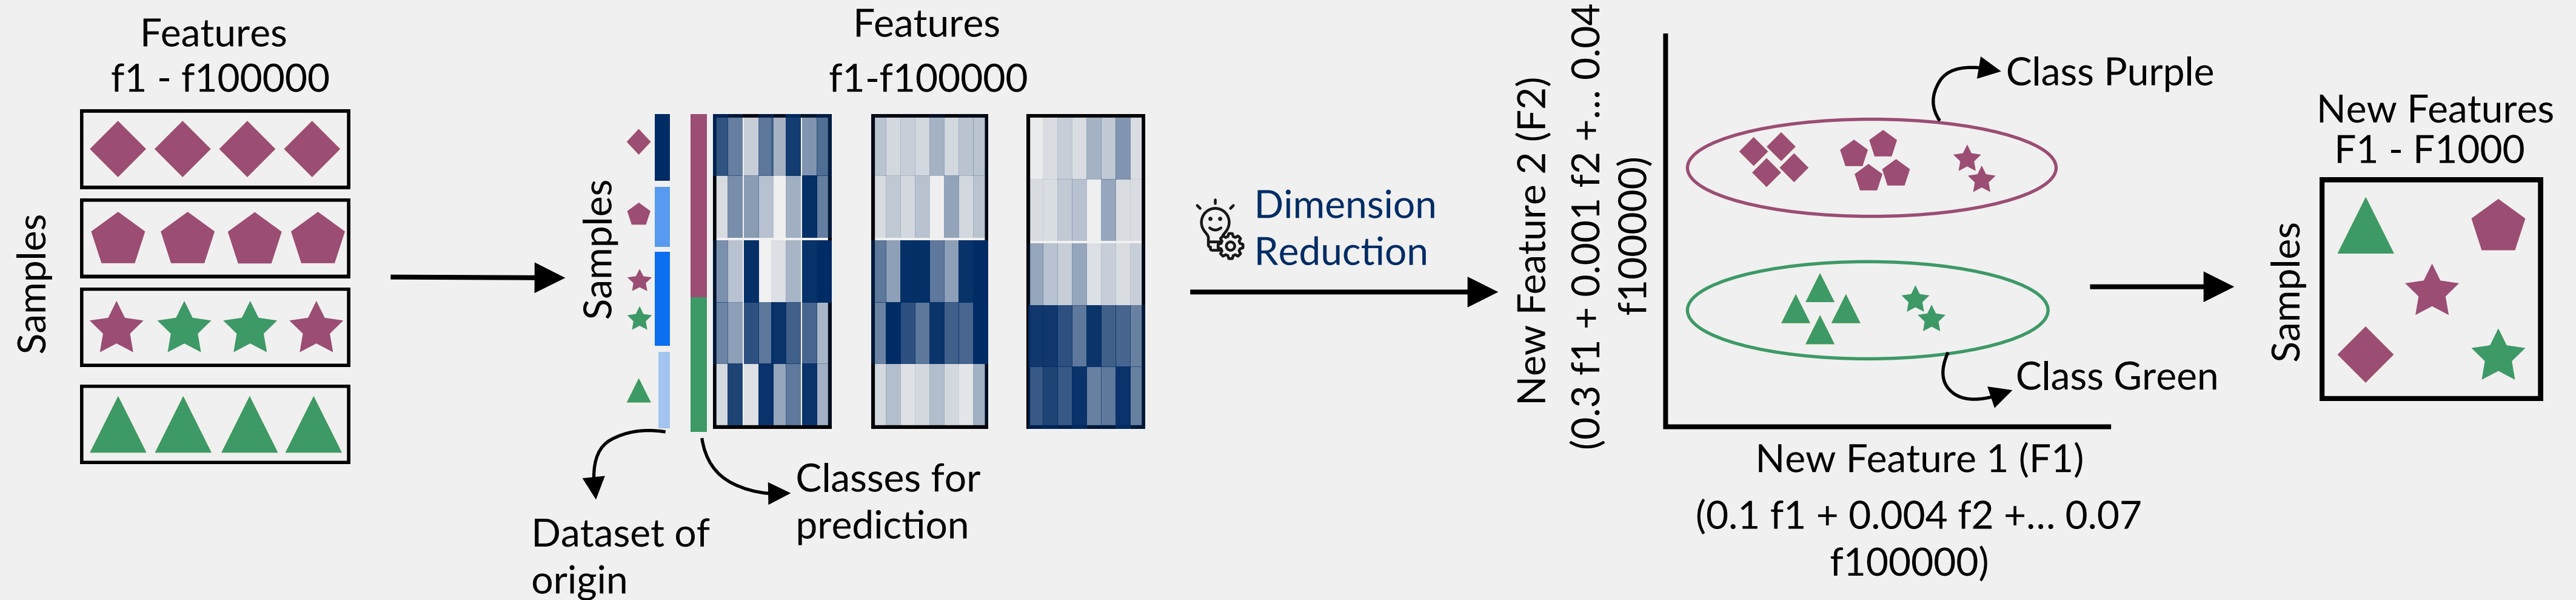 Features
f1 - f100000
Samples
Features
f1-f100000
Samples
Dataset of
origin
Classes for
prediction
Dimension
Reduction
New Feature 2 (F2)
(0.3 f1 + 0.001 f2 +... 0.04
f100000)
Class Purple
Class Green
New Feature 1 (F1)
(0.1 f1 + 0.004 f2 +... 0.07
f100000)
New Features
F1 - F1000
Samples